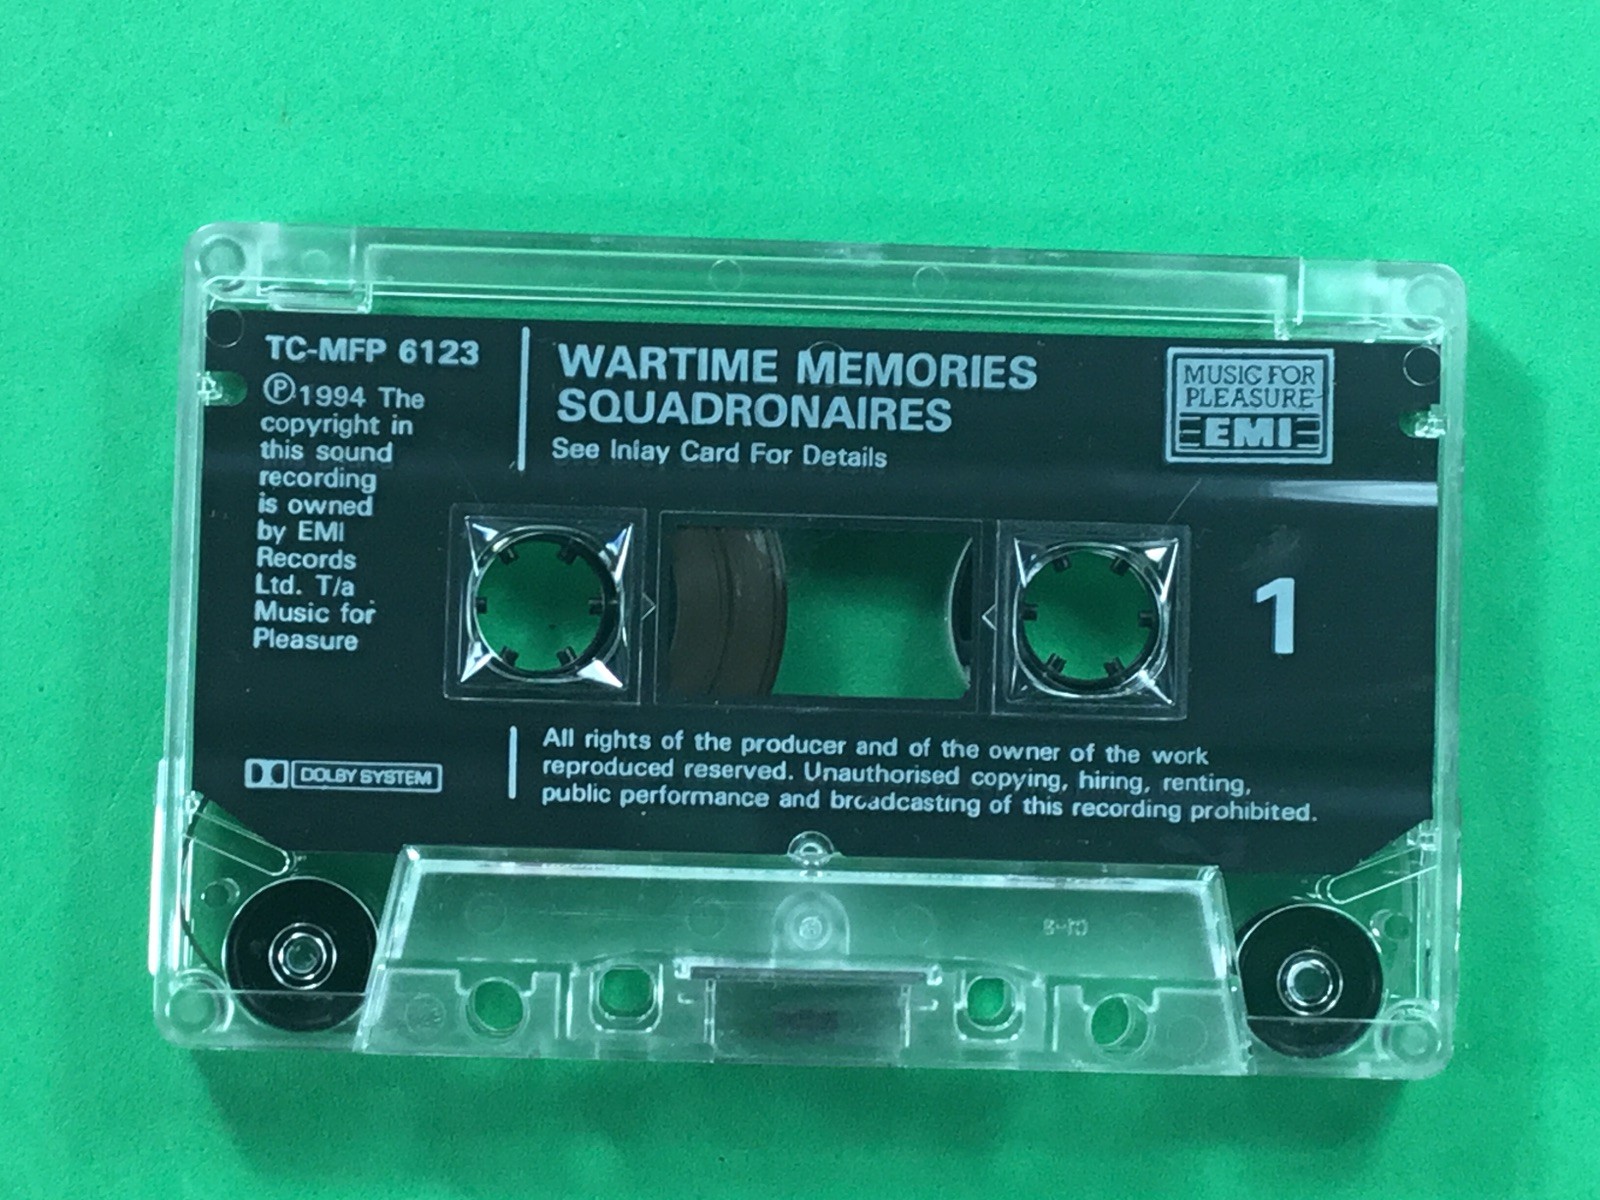 TC-MFP 6123
Ⓟ 1994 The
copyright in
this sound
recording
is owned
by EMI
Records
Ltd. T/a
Music for
Pleasure
WARTIME MEMORIES
SQUADRONAIRES
See Inlay Card For Details
MUSIC FOR
PLEASURE
EMI
1
DOLBY SYSTEM
All rights of the producer and of the owner of the work
reproduced reserved. Unauthorised copying, hiring, renting,
public performance and broadcasting of this recording prohibited.